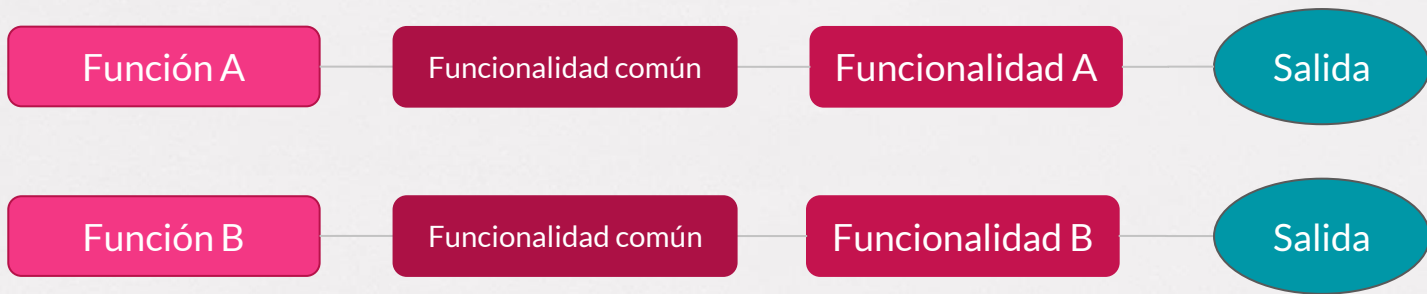 Función A
Funcionalidad común
Funcionalidad A
Salida
Función B
Funcionalidad común
Funcionalidad B
Salida